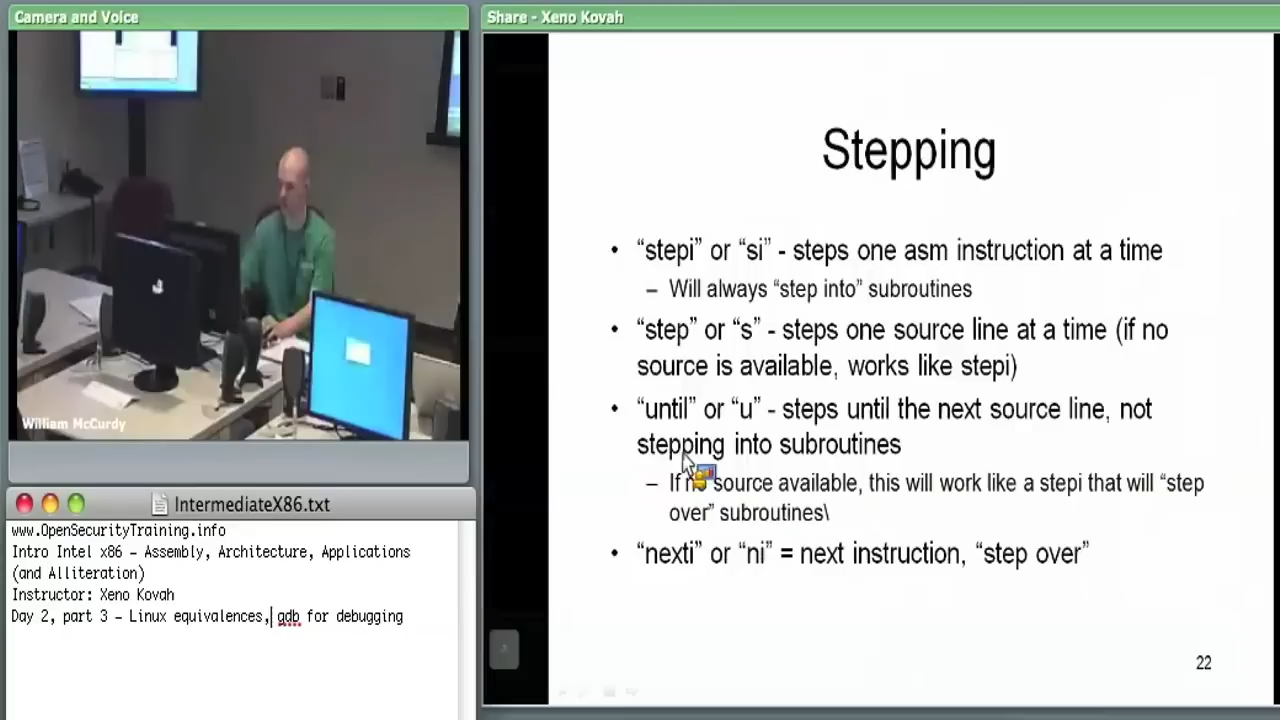 Camera and Voice
William McCurdy
IntermediateX86.txt
www.OpenSecurityTraining.info
Intro Intel x86 – Assembly, Architecture, Applications
(and Alliteration)
Instructor: Xeno Kovah
Day 2, part 3 – Linux equivalences, gdb for debugging
Share - Xeno Kovah
Stepping
• “stepi” or “si” - steps one asm instruction at a time
– Will always “step into” subroutines
• “step” or “s” - steps one source line at a time (if no
source is available, works like stepi)
• “until” or “u” - steps until the next source line, not
stepping into subroutines
– If no source available, this will work like a stepi that will “step
over” subroutines\
• “nexti” or “ni” = next instruction, “step over”
22